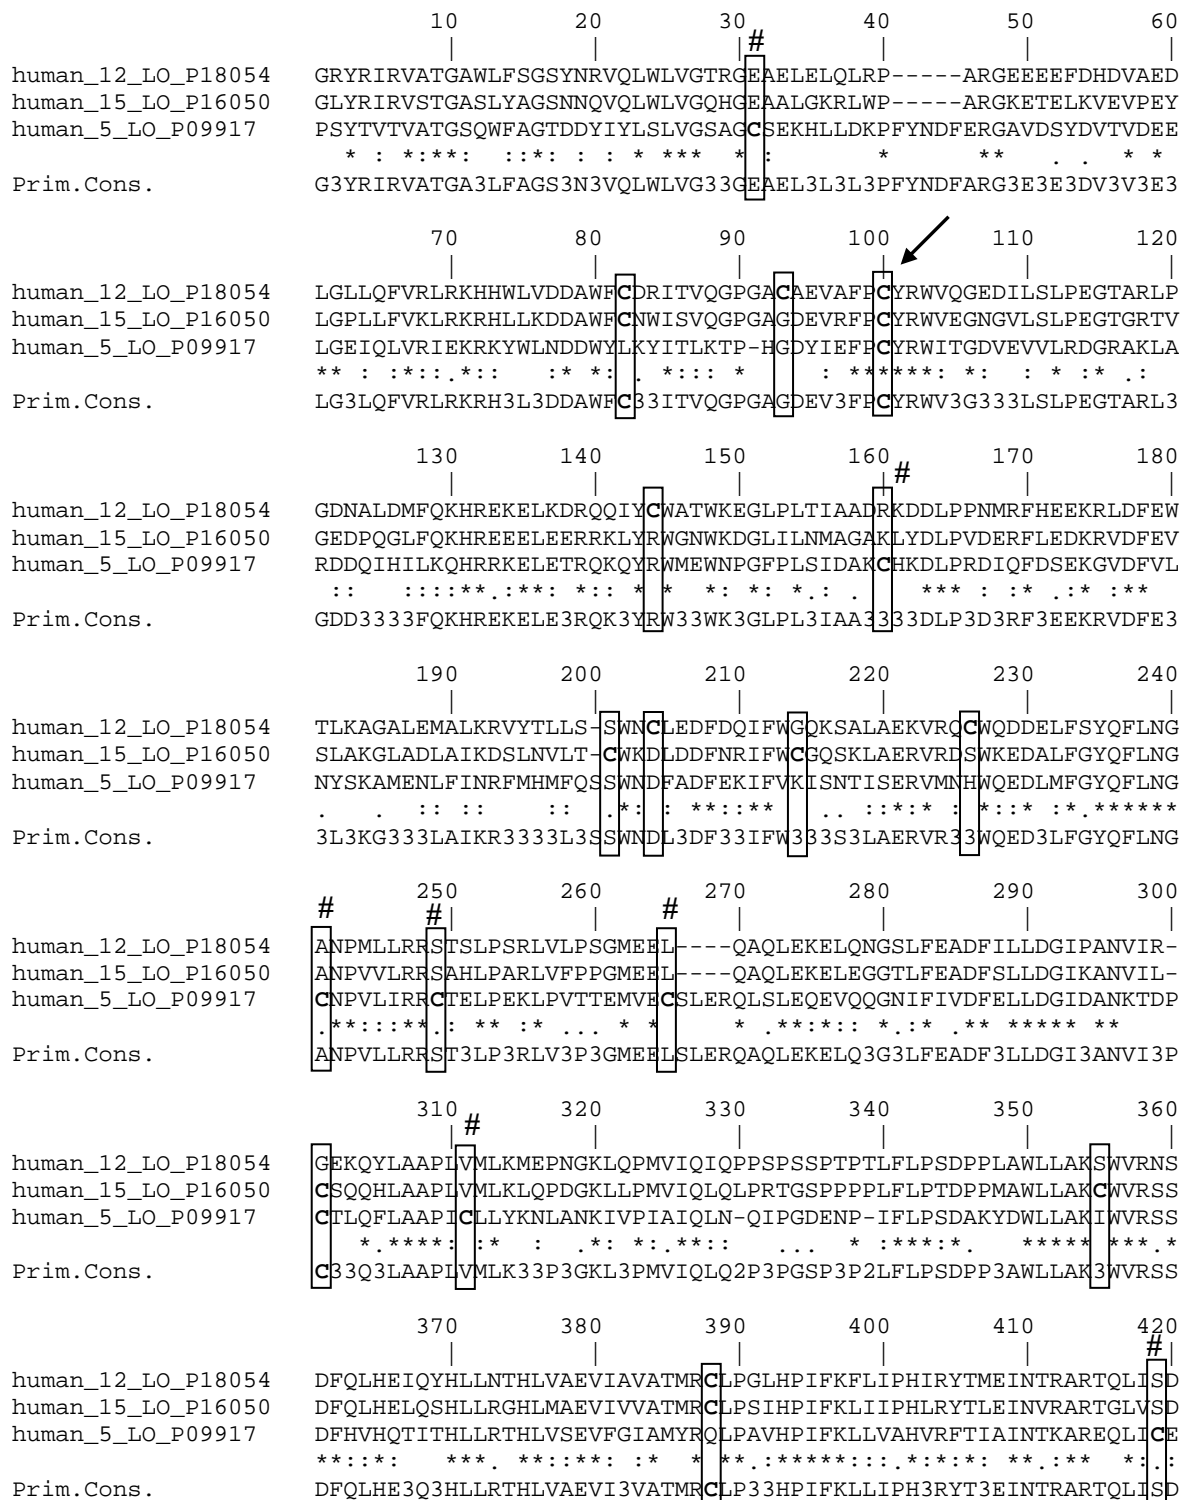 10 20 30 40 50 60
| | | | | |
#
human_12_LO_P18054 GRYRIRVATGAWLFSGSYNRVQLWLVGTRGEAELELQLRP-----ARGEEEEFDHDVAED
human_15_LO_P16050 GLYRIRVSTGASLYAGSNNQVQLWLVGQHGEAALGKRLWP-----ARGKETELKVEVPEY
human_5_LO_P09917 PSYTVTVATGSQWFAGTDDYIYLSLVGSAGCSEKHLLDKPFYNDFERGAVDSYDVTVDEE
* : *:**: ::*: : * *** * : * ** . . * *
Prim.Cons. G3YRIRVATGA3LFAGS3N3VQLWLVG33GEAEL3L3L3PFYNDFARG3E3E3DV3V3E3
70 80 90 100 110 120
| | | | | |
human_12_LO_P18054 LGLLQFVRLRKHHWLVDDAWFCDRITVQGPGACAEVAFPCYRWVQGEDILSLPEGTARLP
human_15_LO_P16050 LGPLLFVKLRKRHLLKDDAWFCNWISVQGPGAGDEVRFPCYRWVEGNGVLSLPEGTGRTV
human_5_LO_P09917 LGEIQLVRIEKRKYWLNDDWYLKYITLKTP-HGDYIEFPCYRWITGDVEVVLRDGRAKLA
** : :*::.*:: :* *:. *::: * : ******: *: : * :* .:
Prim.Cons. LG3LQFVRLRKRH3L3DDAWFC33ITVQGPGAGDEV3FPCYRWV3G333LSLPEGTARL3
130 140 150 160 170 180
| | | | | |
#
human_12_LO_P18054 GDNALDMFQKHREKELKDRQQIYCWATWKEGLPLTIAADRKDDLPPNMRFHEEKRLDFEW
human_15_LO_P16050 GEDPQGLFQKHREEELEERRKLYRWGNWKDGLILNMAGAKLYDLPVDERFLEDKRVDFEV
human_5_LO_P09917 RDDQIHILKQHRRKELETRQKQYRWMEWNPGFPLSIDAKCHKDLPRDIQFDSEKGVDFVL
:: ::::**.:**: *:: * * *: *: *.: . *** : :* .:* :**
Prim.Cons. GDD3333FQKHREKELE3RQK3YRW33WK3GLPL3IAA3333DLP3D3RF3EEKRVDFE3
190 200 210 220 230 240
| | | | | |
human_12_LO_P18054 TLKAGALEMALKRVYTLLS-SWNCLEDFDQIFWGQKSALAEKVRQCWQDDELFSYQFLNG
human_15_LO_P16050 SLAKGLADLAIKDSLNVLT-CWKDLDDFNRIFWCGQSKLAERVRDSWKEDALFGYQFLNG
human_5_LO_P09917 NYSKAMENLFINRFMHMFQSSWNDFADFEKIFVKISNTISERVMNHWQEDLMFGYQFLNG
. . :: :: :: .*: : **::** .. ::*:* *::* :*.******
Prim.Cons. 3L3KG333LAIKR3333L3SSWNDL3DF33IFW333S3LAERVR33WQED3LFGYQFLNG
250 260 270 280 290 300
# # #
| | | | | |
human_12_LO_P18054 ANPMLLRRSTSLPSRLVLPSGMEEL----QAQLEKELQNGSLFEADFILLDGIPANVIR-
human_15_LO_P16050 ANPVVLRRSAHLPARLVFPPGMEEL----QAQLEKELEGGTLFEADFSLLDGIKANVIL-
human_5_LO_P09917 CNPVLIRRCTELPEKLPVTTEMVECSLERQLSLEQEVQQGNIFIVDFELLDGIDANKTDP
.**:::**.: ** :* ... * * * .**:*:: *.:* .** ***** **
Prim.Cons. ANPVLLRRST3LP3RLV3P3GMEELSLERQAQLEKELQ3G3LFEADF3LLDGI3ANVI3P
310 320 330 340 350 360
#
| | | | | |
human_12_LO_P18054 GEKQYLAAPLVMLKMEPNGKLQPMVIQIQPPSPSSPTPTLFLPSDPPLAWLLAKSWVRNS
human_15_LO_P16050 CSQQHLAAPLVMLKLQPDGKLLPMVIQLQLPRTGSPPPPLFLPTDPPMAWLLAKCWVRSS
human_5_LO_P09917 CTLQFLAAPICLLYKNLANKIVPIAIQLN-QIPGDENP-IFLPSDAKYDWLLAKIWVRSS
*.****: :* : .*: *:.**:: ... * :***:*. ***** ***.*
Prim.Cons. C33Q3LAAPLVMLK33P3GKL3PMVIQLQ2P3PGSP3P2LFLPSDPP3AWLLAK3WVRSS
370 380 390 400 410 420
| | | | | |
#
human_12_LO_P18054 DFQLHEIQYHLLNTHLVAEVIAVATMRCLPGLHPIFKFLIPHIRYTMEINTRARTQLISD
human_15_LO_P16050 DFQLHELQSHLLRGHLMAEVIVVATMRCLPSIHPIFKLIIPHLRYTLEINVRARTGLVSD
human_5_LO_P09917 DFHVHQTITHLLRTHLVSEVFGIAMYRQLPAVHPIFKLLVAHVRFTIAINTKAREQLICE
**::*: ***. **::**: :* * **.:*****:::.*:*:*: **.:** *:.:
Prim.Cons. DFQLHE3Q3HLLRTHLVAEVI3VATMRCLP33HPIFKLLIPH3RYT3EINTRARTQLISD